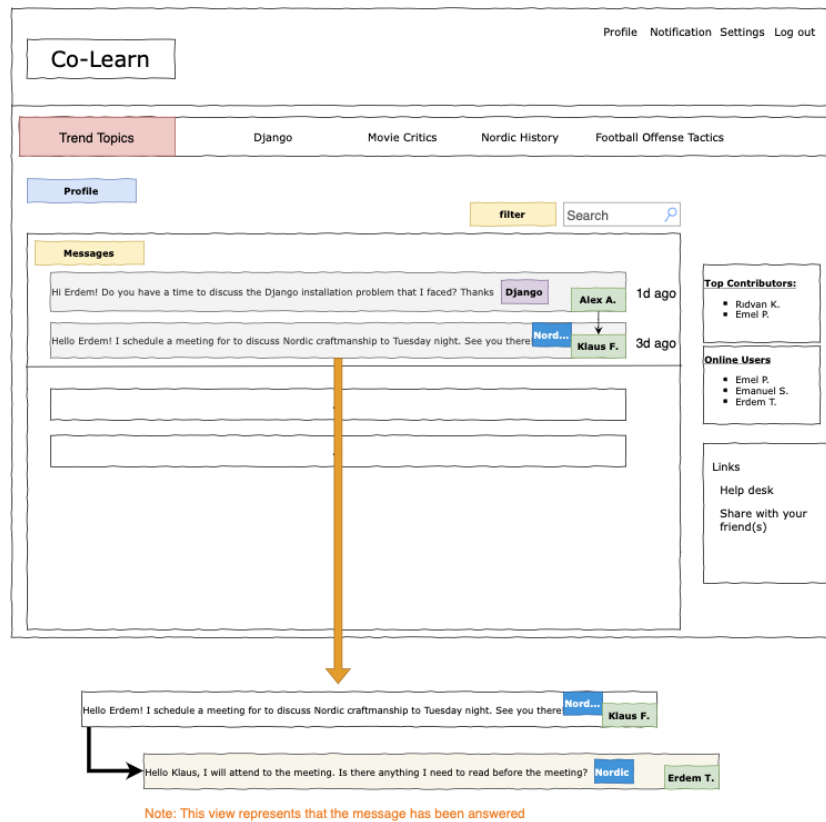 Profile Notification Settings Log out
Co-Learn
Trend Topics Django Movie Critics Nordic History Football Offense Tactics
Profile
filter Search
Messages
Hi Erdem! Do you have a time to discuss the Django installation problem that I faced? Thanks Django Alex A. 1d ago
Hello Erdem! I schedule a meeting for to discuss Nordic craftmanship to Tuesday night. See you there Nord... Klaus F. 3d ago
Top Contributors:
Rıdvan K.
Emel P.
Online Users
Emel P.
Emanuel S.
Erdem T.
Links
Help desk
Share with your
friend(s)
Hello Erdem! I schedule a meeting for to discuss Nordic craftmanship to Tuesday night. See you there! Nord... Klaus F.
Hello Klaus, I will attend to the meeting. Is there anything I need to read before the meeting? Nordic Erdem T.
Note: This view represents that the message has been answered